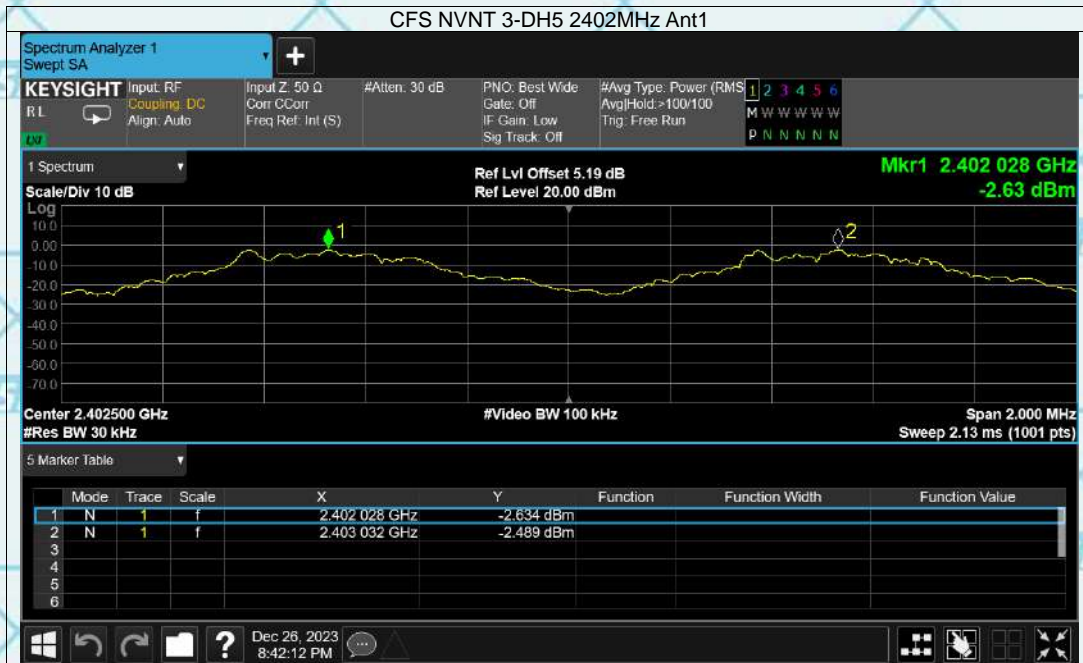 CFS NVNT 3-DH5 2402MHz Ant1
Spectrum Analyzer 1
Swept SA
+
KEYSIGHT
R L
LXI
Input: RF
Coupling: DC
Align: Auto
Input Z: 50 Ω
Corr CCorr
Freq Ref: Int (S)
#Atten: 30 dB
PNO: Best Wide
Gate: Off
IF Gain: Low
Sig Track: Off
#Avg Type: Power (RMS
Avg|Hold:>100/100
Trig: Free Run
1 2 3 4 5 6
M W W W W W
P N N N N N
1 Spectrum
Scale/Div 10 dB
Ref Lvl Offset 5.19 dB
Ref Level 20.00 dBm
Mkr1 2.402 028 GHz
-2.63 dBm
Log
10.0
0.00
-10.0
-20.0
-30.0
-40.0
-50.0
-60.0
-70.0
1
2
Center 2.402500 GHz
#Res BW 30 kHz
#Video BW 100 kHz
Span 2.000 MHz
Sweep 2.13 ms (1001 pts)
5 Marker Table
Mode Trace Scale X Y Function Function Width Function Value
1 N 1 f 2.402 028 GHz -2.634 dBm
2 N 1 f 2.403 032 GHz -2.489 dBm
3
4
5
6
?
Dec 26, 2023
8:42:12 PM